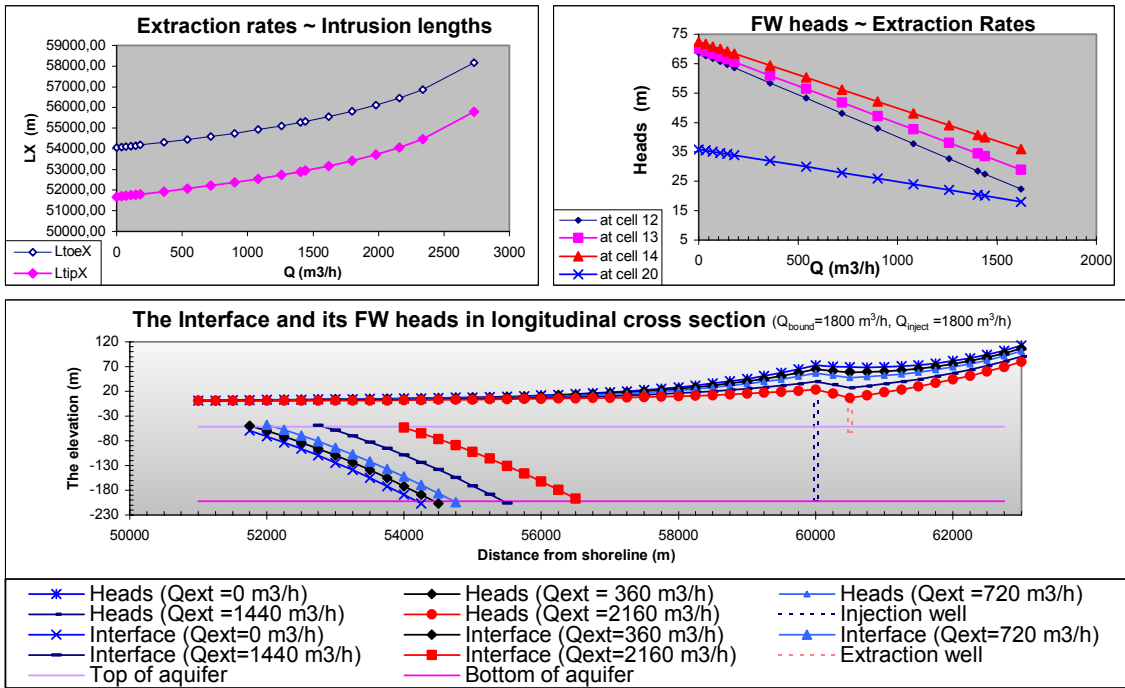 Extraction rates ~ Intrusion lengths
59000,00
58000,00
57000,00
56000,00
55000,00
54000,00
53000,00
52000,00
51000,00
50000,00
LX (m)
0 500 1000 1500 2000 2500 3000
Q (m3/h)
LtoeX
LtipX
FW heads ~ Extraction Rates
75
65
55
45
35
25
15
5
Heads (m)
0 500 1000 1500 2000
Q (m3/h)
at cell 12
at cell 13
at cell 14
at cell 20
The Interface and its FW heads in longitudinal cross section (Qbound=1800 m³/h, Qinject =1800 m³/h)
120
70
20
-30
-80
-130
-180
-230
The elevation (m)
50000 52000 54000 56000 58000 60000 62000
Distance from shoreline (m)
Heads (Qext =0 m3/h) Heads (Qext = 360 m3/h) Heads (Qext =720 m3/h)
Heads (Qext =1440 m3/h) Heads (Qext =2160 m3/h) Injection well
Interface (Qext=0 m3/h) Interface (Qext=360 m3/h) Interface (Qext=720 m3/h)
Interface (Qext=1440 m3/h) Interface (Qext=2160 m3/h) Extraction well
Top of aquifer Bottom of aquifer